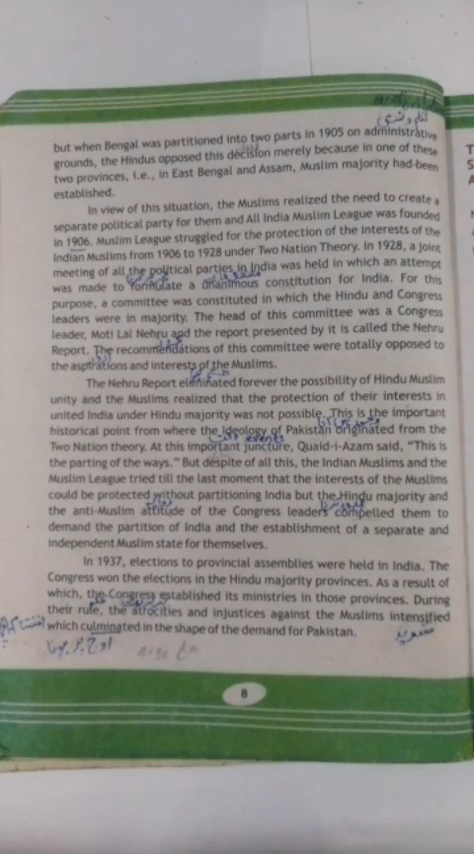 نظم و نسق
but when Bengal was partitioned into two parts in 1905 on administrative
grounds, the Hindus opposed this decision merely because in one of these
two provinces, i.e., in East Bengal and Assam, Muslim majority had been
established.
In view of this situation, the Muslims realized the need to create a
separate political party for them and All India Muslim League was founded
in 1906. Muslim League struggled for the protection of the interests of the
Indian Muslims from 1906 to 1928 under Two Nation Theory. In 1928, a joint
meeting of all the political parties in India was held in which an attempt
was made to formulate a unanimous constitution for India. For this
purpose, a committee was constituted in which the Hindu and Congress
leaders were in majority. The head of this committee was a Congress
leader, Moti Lal Nehru and the report presented by it is called the Nehru
Report. The recommendations of this committee were totally opposed to
the aspirations and interests of the Muslims.
The Nehru Report eliminated forever the possibility of Hindu Muslim
unity and the Muslims realized that the protection of their interests in
united India under Hindu majority was not possible. This is the important
historical point from where the Ideology of Pakistan originated from the
events
Two Nation theory. At this important juncture, Quaid-i-Azam said, "This is
the parting of the ways." But despite of all this, the Indian Muslims and the
Muslim League tried till the last moment that the interests of the Muslims
could be protected without partitioning India but the Hindu majority and
the anti-Muslim attitude of the Congress leaders compelled them to
demand the partition of India and the establishment of a separate and
independent Muslim state for themselves.
In 1937, elections to provincial assemblies were held in India. The
Congress won the elections in the Hindu majority provinces. As a result of
which, the Congress established its ministries in those provinces. During
their rule, the atrocities and injustices against the Muslims intensified
which culminated in the shape of the demand for Pakistan.
8